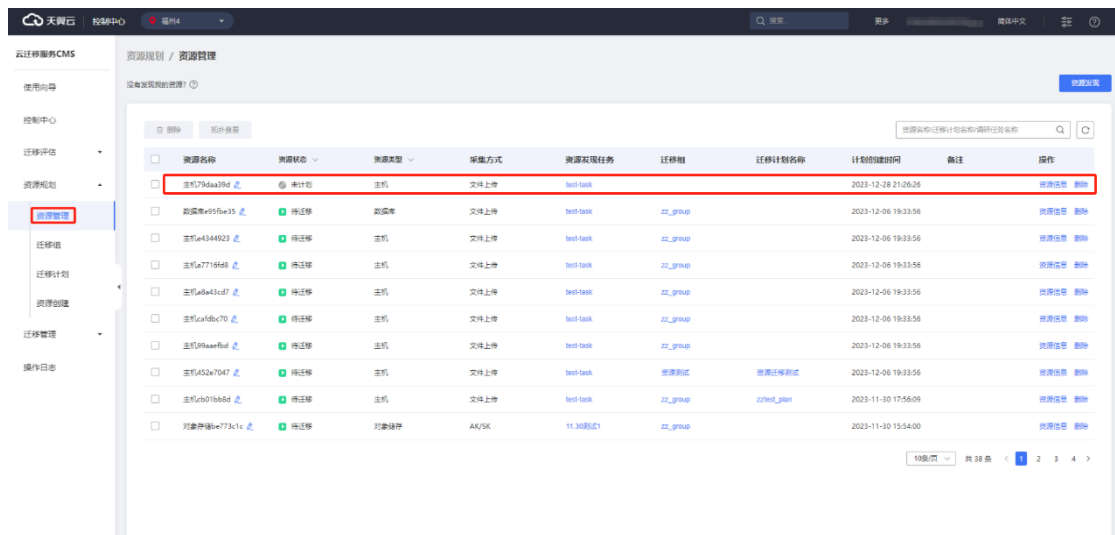 天翼云 控制中心 福州4 搜索... 更多 简体中文
云迁移服务CMS
资源规划 / 资源管理
使用向导
没有发现我的资源?
资源发现
控制中心
删除 拓扑查看
资源名称/迁移计划名称/调研任务名称
迁移评估
资源名称 资源状态 资源类型 采集方式 资源发现任务 迁移组 迁移计划名称 计划创建时间 备注 操作
资源规划
主机79daa39d 未计划 主机 文件上传 test-task 2023-12-28 21:26:26 资源信息 删除
资源管理
数据库e95fbe35 待迁移 数据库 文件上传 test-task zz_group 2023-12-06 19:33:56 资源信息 删除
迁移组
主机e4344923 待迁移 主机 文件上传 test-task zz_group 2023-12-06 19:33:56 资源信息 删除
迁移计划
主机a7716fd8 待迁移 主机 文件上传 test-task zz_group 2023-12-06 19:33:56 资源信息 删除
资源创建
主机a8a43cd7 待迁移 主机 文件上传 test-task zz_group 2023-12-06 19:33:56 资源信息 删除
主机cafdbc70 待迁移 主机 文件上传 test-task zz_group 2023-12-06 19:33:56 资源信息 删除
迁移管理
主机99aaefbd 待迁移 主机 文件上传 test-task zz_group 2023-12-06 19:33:56 资源信息 删除
操作日志
主机452e7047 待迁移 主机 文件上传 test-task 资源测试 资源迁移测试 2023-12-06 19:33:56 资源信息 删除
主机cb01bb8d 待迁移 主机 文件上传 test-task zz_group zztest_plan 2023-11-30 17:56:09 资源信息 删除
对象存储be773c1c 待迁移 对象储存 AK/SK 11.30测试1 zz_group 2023-11-30 15:54:00 资源信息 删除
10条/页 共 38 条 1 2 3 4